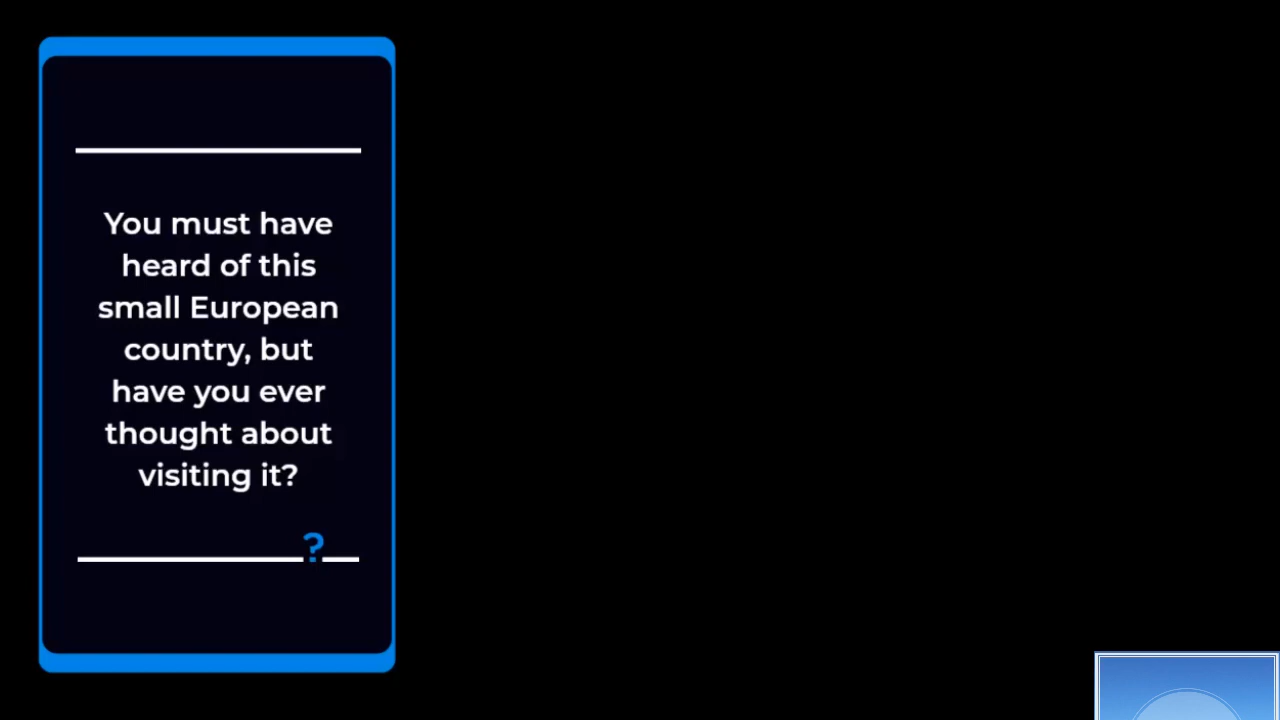 You must have
heard of this
small European
country, but
have you ever
thought about
visiting it?
?